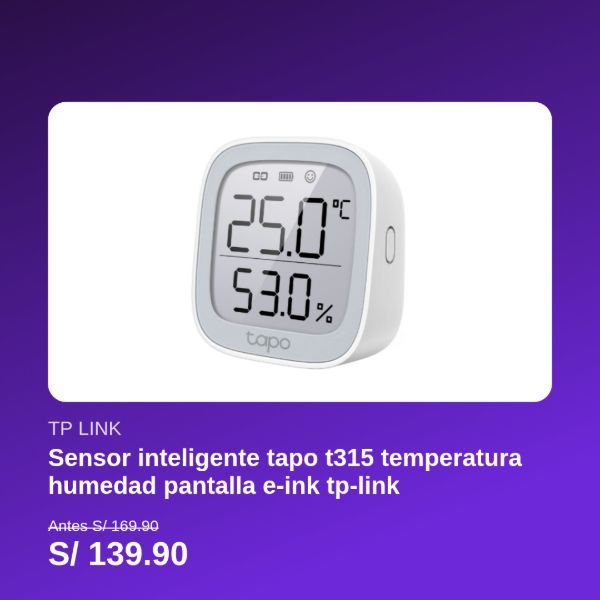 25.0°C
53.0%
tapo
TP LINK
Sensor inteligente tapo t315 temperatura
humedad pantalla e-ink tp-link
Antes S/ 169.90
S/ 139.90